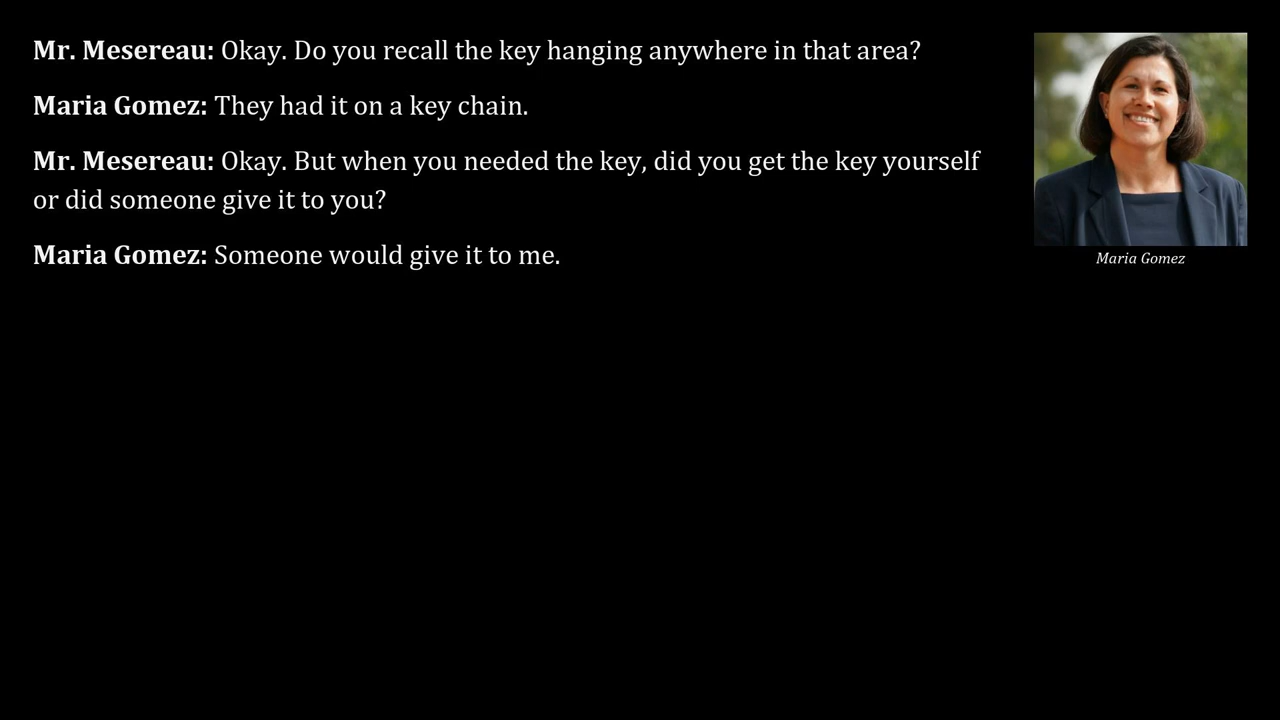 Mr. Mesereau: Okay. Do you recall the key hanging anywhere in that area?
Maria Gomez: They had it on a key chain.
Mr. Mesereau: Okay. But when you needed the key, did you get the key yourself
or did someone give it to you?
Maria Gomez: Someone would give it to me.
Maria Gomez